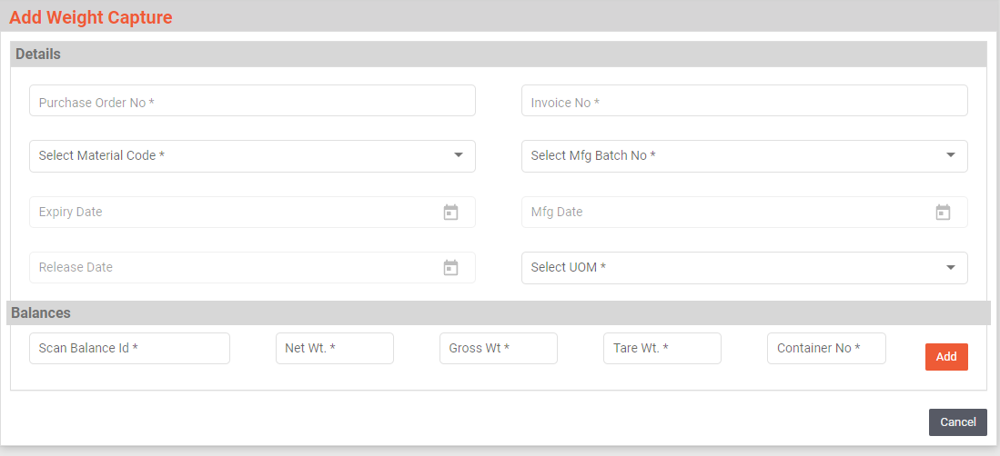 Add Weight Capture
Details
Purchase Order No *
Invoice No *
Select Material Code *
Select Mfg Batch No *
Expiry Date
Mfg Date
Release Date
Select UOM *
Balances
Scan Balance Id *
Net Wt. *
Gross Wt *
Tare Wt. *
Container No *
Add
Cancel